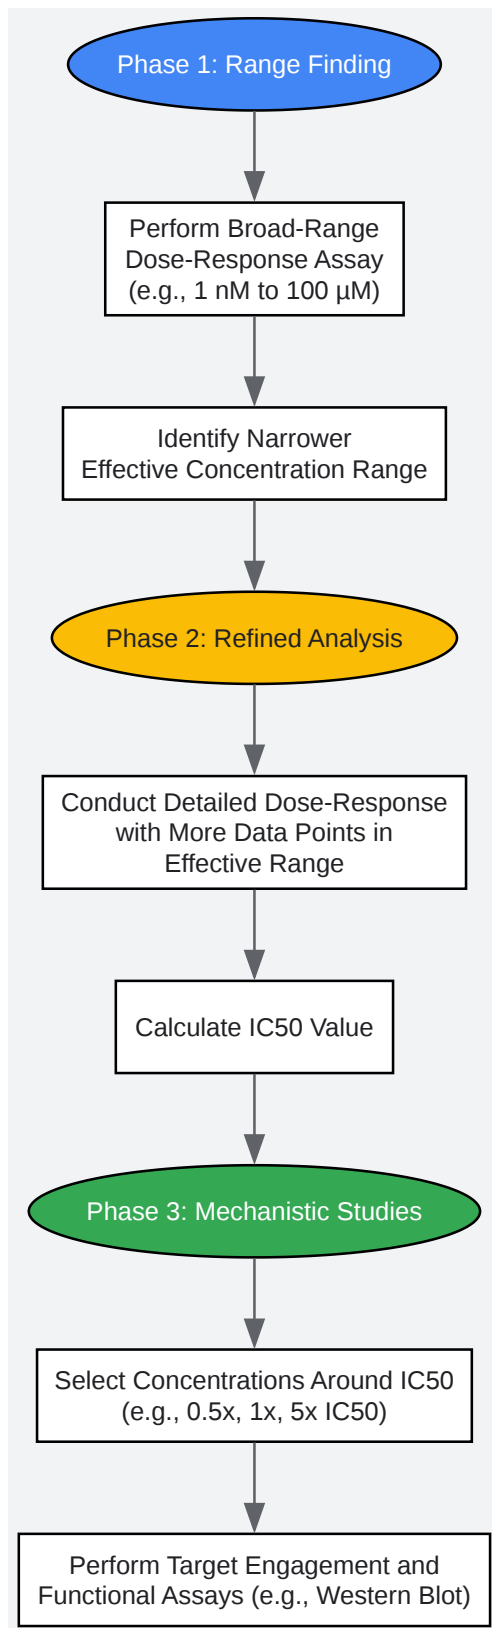 Phase 1: Range Finding
Perform Broad-Range
Dose-Response Assay
(e.g., 1 nM to 100 µM)
Identify Narrower
Effective Concentration Range
Phase 2: Refined Analysis
Conduct Detailed Dose-Response
with More Data Points in
Effective Range
Calculate IC50 Value
Phase 3: Mechanistic Studies
Select Concentrations Around IC50
(e.g., 0.5x, 1x, 5x IC50)
Perform Target Engagement and
Functional Assays (e.g., Western Blot)